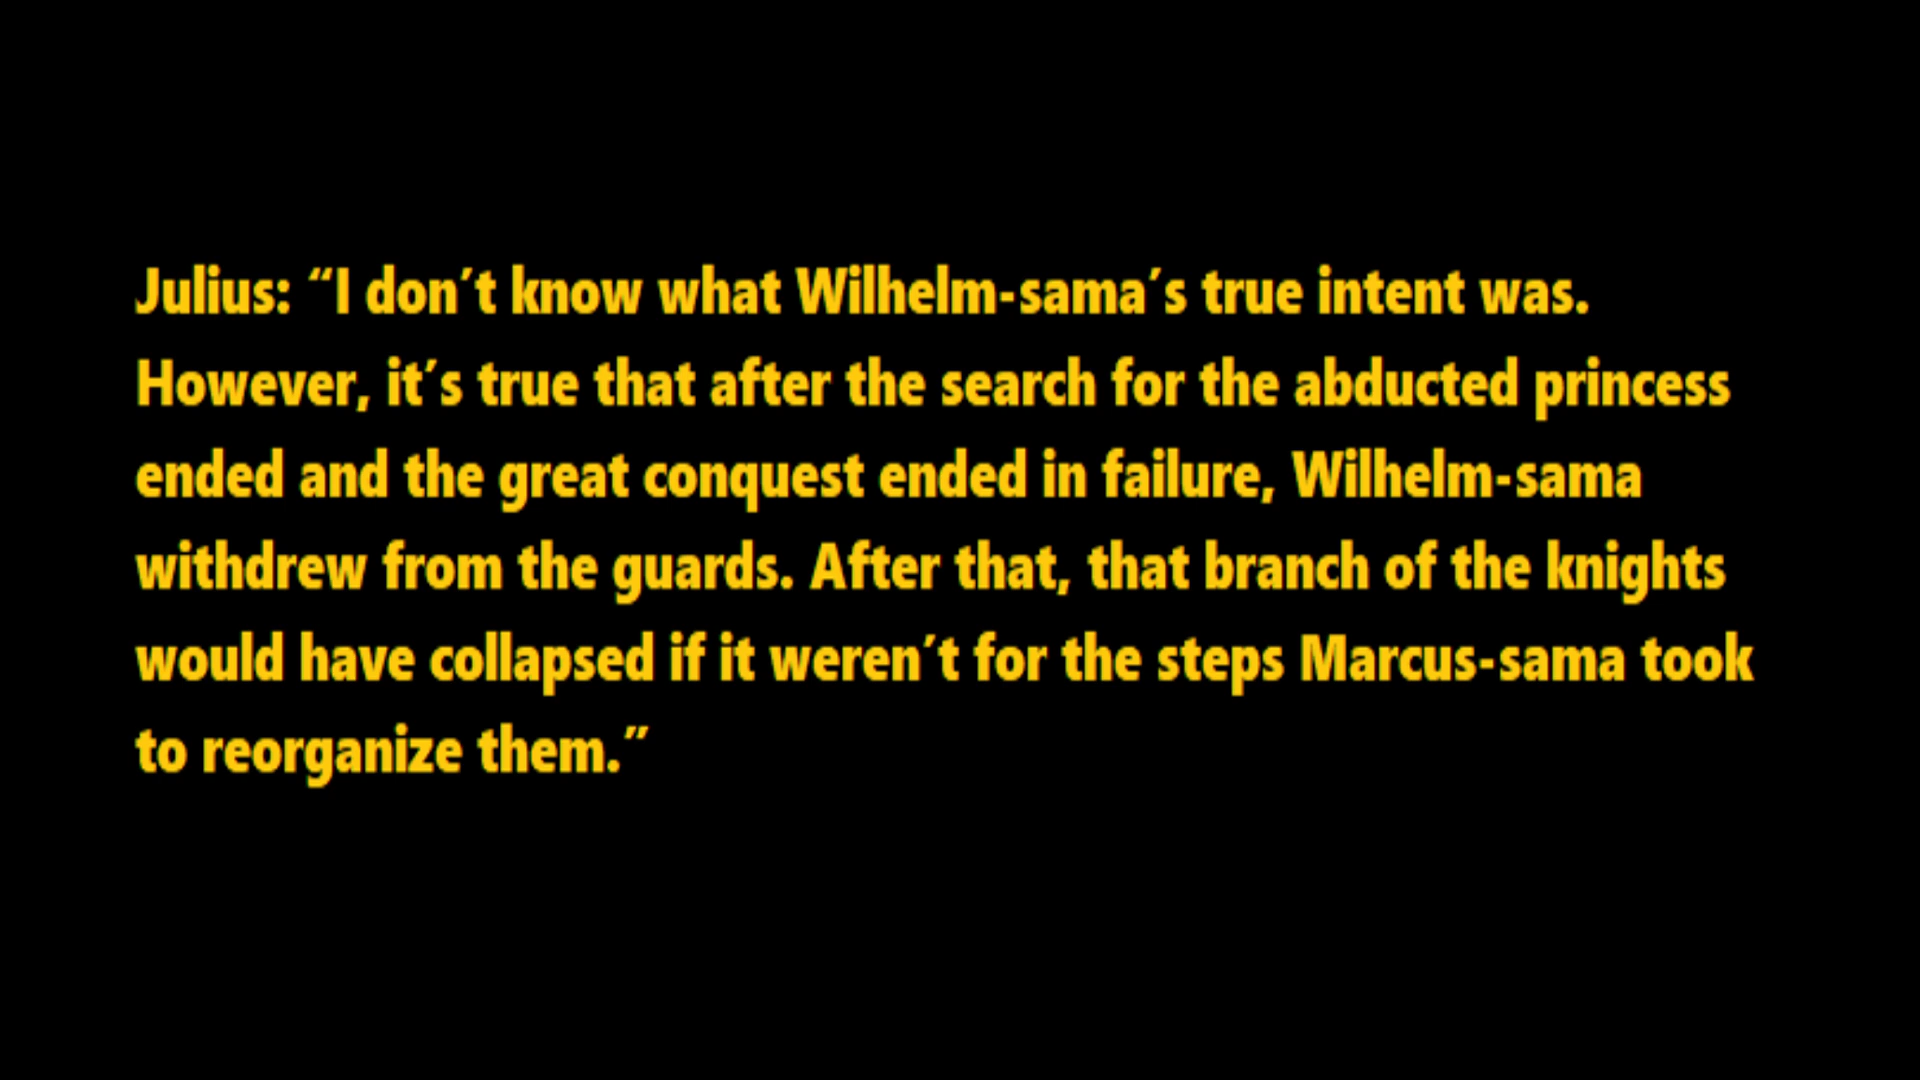 Julius: “I don’t know what Wilhelm-sama’s true intent was.
However, it’s true that after the search for the abducted princess
ended and the great conquest ended in failure, Wilhelm-sama
withdrew from the guards. After that, that branch of the knights
would have collapsed if it weren’t for the steps Marcus-sama took
to reorganize them.”